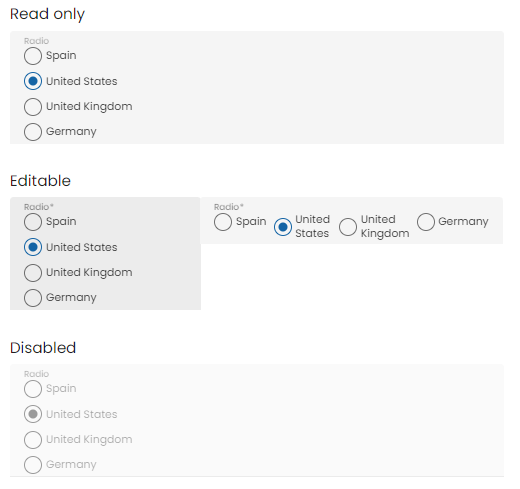 Read only
Radio
Spain
United States
United Kingdom
Germany
Editable
Radio*
Spain
United States
United Kingdom
Germany
Radio*
Spain
United
States
United
Kingdom
Germany
Disabled
Radio
Spain
United States
United Kingdom
Germany